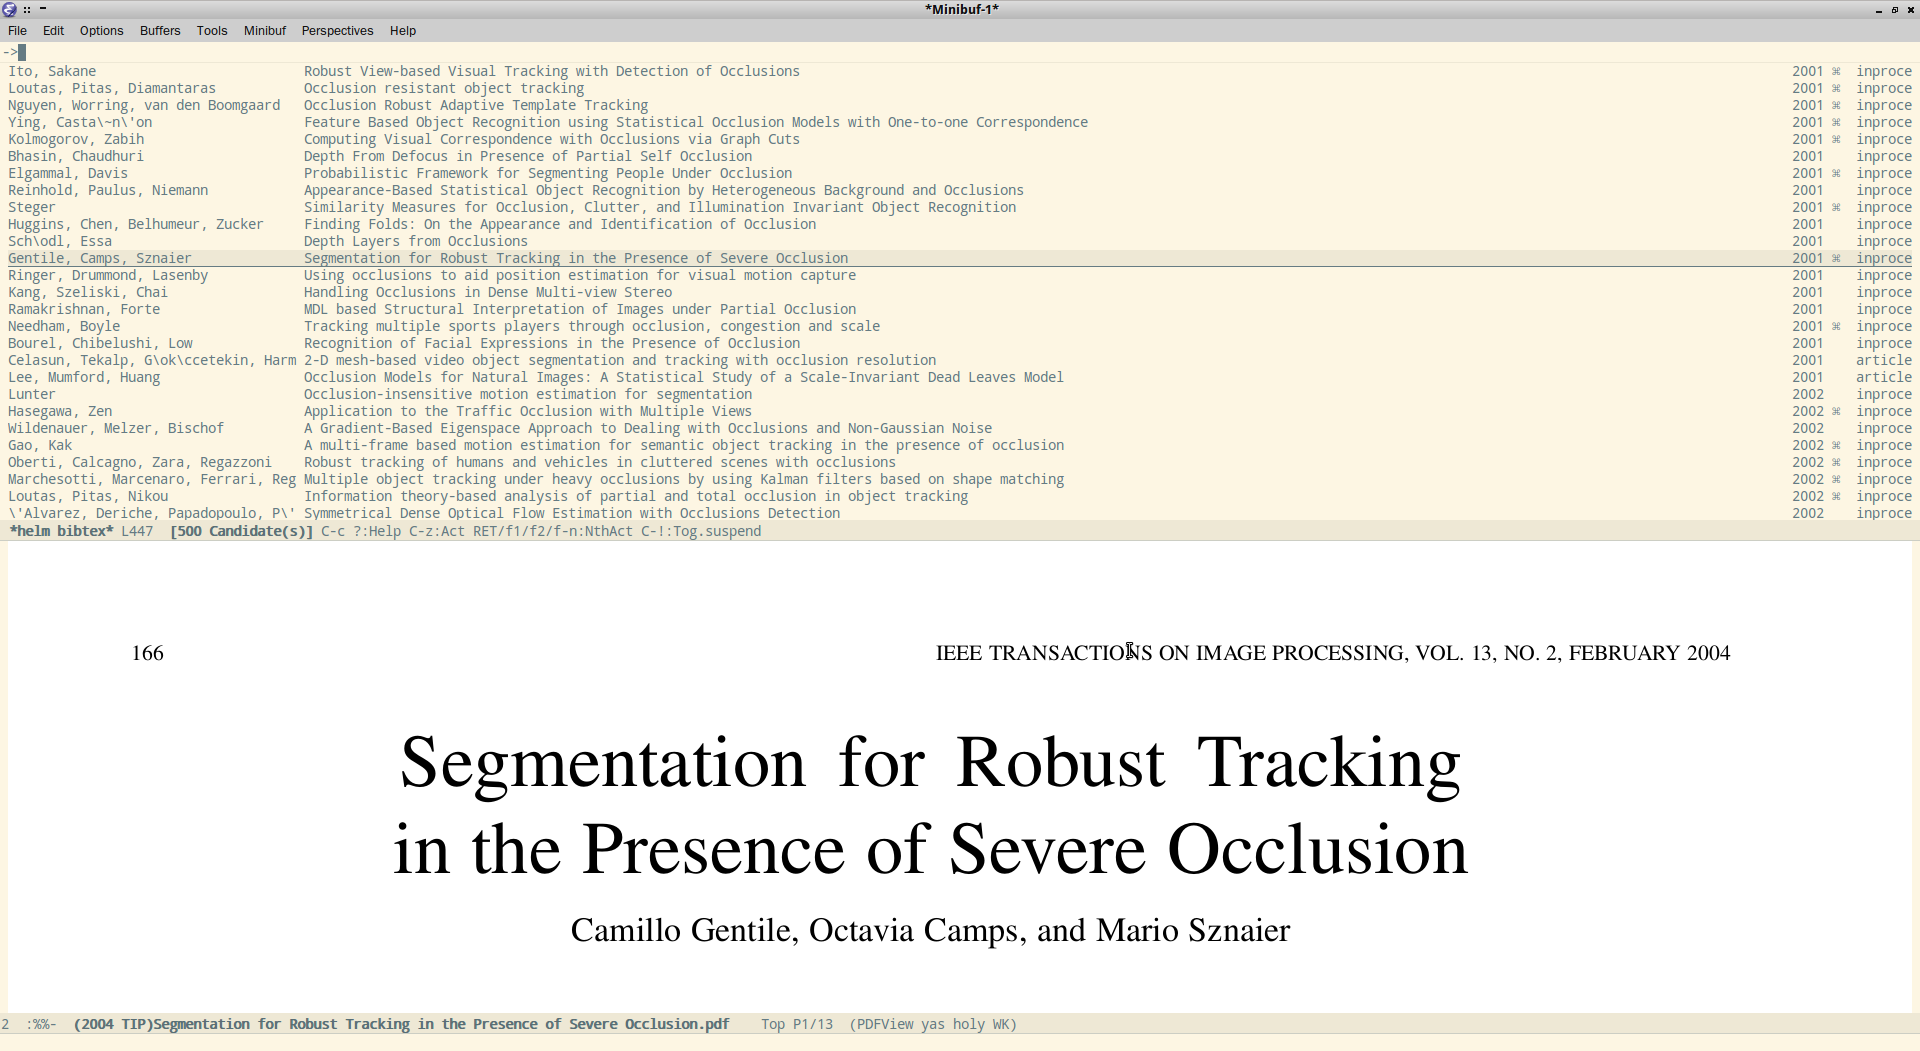 *Minibuf-1*
File Edit Options Buffers Tools Minibuf Perspectives Help
->
Ito, Sakane Robust View-based Visual Tracking with Detection of Occlusions 2001 ⌘ inproce
Loutas, Pitas, Diamantaras Occlusion resistant object tracking 2001 ⌘ inproce
Nguyen, Worring, van den Boomgaard Occlusion Robust Adaptive Template Tracking 2001 ⌘ inproce
Ying, Casta\~n\'on Feature Based Object Recognition using Statistical Occlusion Models with One-to-one Correspondence 2001 ⌘ inproce
Kolmogorov, Zabih Computing Visual Correspondence with Occlusions via Graph Cuts 2001 ⌘ inproce
Bhasin, Chaudhuri Depth From Defocus in Presence of Partial Self Occlusion 2001 inproce
Elgammal, Davis Probabilistic Framework for Segmenting People Under Occlusion 2001 ⌘ inproce
Reinhold, Paulus, Niemann Appearance-Based Statistical Object Recognition by Heterogeneous Background and Occlusions 2001 inproce
Steger Similarity Measures for Occlusion, Clutter, and Illumination Invariant Object Recognition 2001 ⌘ inproce
Huggins, Chen, Belhumeur, Zucker Finding Folds: On the Appearance and Identification of Occlusion 2001 inproce
Sch\odl, Essa Depth Layers from Occlusions 2001 inproce
Gentile, Camps, Sznaier Segmentation for Robust Tracking in the Presence of Severe Occlusion 2001 ⌘ inproce
Ringer, Drummond, Lasenby Using occlusions to aid position estimation for visual motion capture 2001 inproce
Kang, Szeliski, Chai Handling Occlusions in Dense Multi-view Stereo 2001 inproce
Ramakrishnan, Forte MDL based Structural Interpretation of Images under Partial Occlusion 2001 inproce
Needham, Boyle Tracking multiple sports players through occlusion, congestion and scale 2001 ⌘ inproce
Bourel, Chibelushi, Low Recognition of Facial Expressions in the Presence of Occlusion 2001 inproce
Celasun, Tekalp, G\ok\ccetekin, Harm 2-D mesh-based video object segmentation and tracking with occlusion resolution 2001 article
Lee, Mumford, Huang Occlusion Models for Natural Images: A Statistical Study of a Scale-Invariant Dead Leaves Model 2001 article
Lunter Occlusion-insensitive motion estimation for segmentation 2002 inproce
Hasegawa, Zen Application to the Traffic Occlusion with Multiple Views 2002 ⌘ inproce
Wildenauer, Melzer, Bischof A Gradient-Based Eigenspace Approach to Dealing with Occlusions and Non-Gaussian Noise 2002 inproce
Gao, Kak A multi-frame based motion estimation for semantic object tracking in the presence of occlusion 2002 ⌘ inproce
Oberti, Calcagno, Zara, Regazzoni Robust tracking of humans and vehicles in cluttered scenes with occlusions 2002 ⌘ inproce
Marchesotti, Marcenaro, Ferrari, Reg Multiple object tracking under heavy occlusions by using Kalman filters based on shape matching 2002 ⌘ inproce
Loutas, Pitas, Nikou Information theory-based analysis of partial and total occlusion in object tracking 2002 ⌘ inproce
\'Alvarez, Deriche, Papadopoulo, P\' Symmetrical Dense Optical Flow Estimation with Occlusions Detection 2002 inproce
*helm bibtex* L447 [500 Candidate(s)] C-c ?:Help C-z:Act RET/f1/f2/f-n:NthAct C-!:Tog.suspend
166 IEEE TRANSACTIONS ON IMAGE PROCESSING, VOL. 13, NO. 2, FEBRUARY 2004
Segmentation for Robust Tracking
in the Presence of Severe Occlusion
Camillo Gentile, Octavia Camps, and Mario Sznaier
2 :%%- (2004 TIP)Segmentation for Robust Tracking in the Presence of Severe Occlusion.pdf Top P1/13 (PDFView yas holy WK)